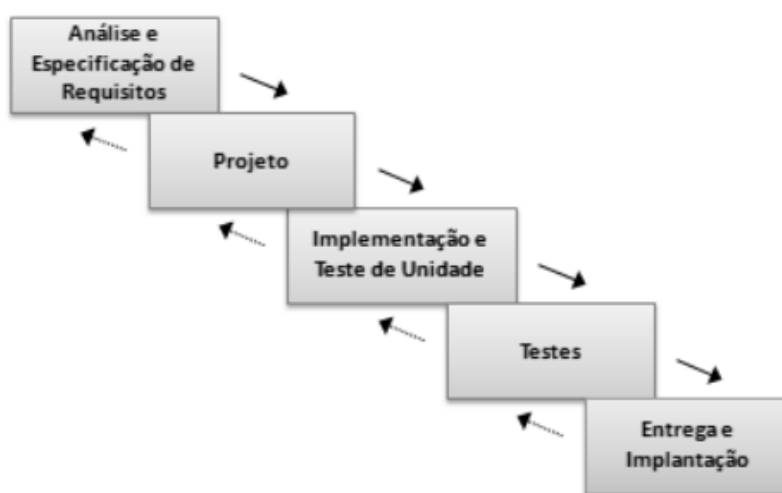 Análise e
Especificação de
Requisitos
Projeto
Implementação e
Teste de Unidade
Testes
Entrega e
Implantação